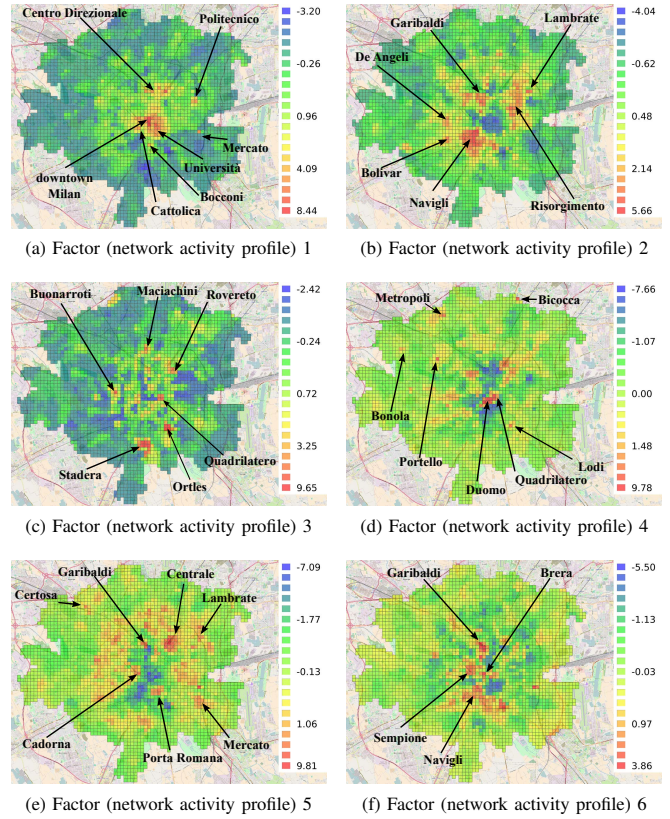 Centro Direzionale
Politecnico
-3.20
-0.26
0.96
4.09
8.44
Mercato
Università
downtown
Milan
Bocconi
Cattolica
(a) Factor (network activity profile) 1
Garibaldi
Lambrate
De Angeli
-4.04
-0.62
0.48
2.14
5.66
Bolivar
Navigli
Risorgimento
(b) Factor (network activity profile) 2
Maciachini
Buonarroti
Rovereto
-2.42
-0.24
0.72
3.25
9.65
Quadrilatero
Stadera
Ortles
(c) Factor (network activity profile) 3
Metropoli
Bicocca
-7.66
-1.07
0.00
1.48
9.78
Bonola
Portello
Lodi
Quadrilatero
Duomo
(d) Factor (network activity profile) 4
Garibaldi
Centrale
Certosa
Lambrate
-7.09
-1.77
-0.13
1.06
9.81
Cadorna
Mercato
Porta Romana
(e) Factor (network activity profile) 5
Garibaldi
Brera
-5.50
-1.13
-0.03
0.97
3.86
Sempione
Navigli
(f) Factor (network activity profile) 6